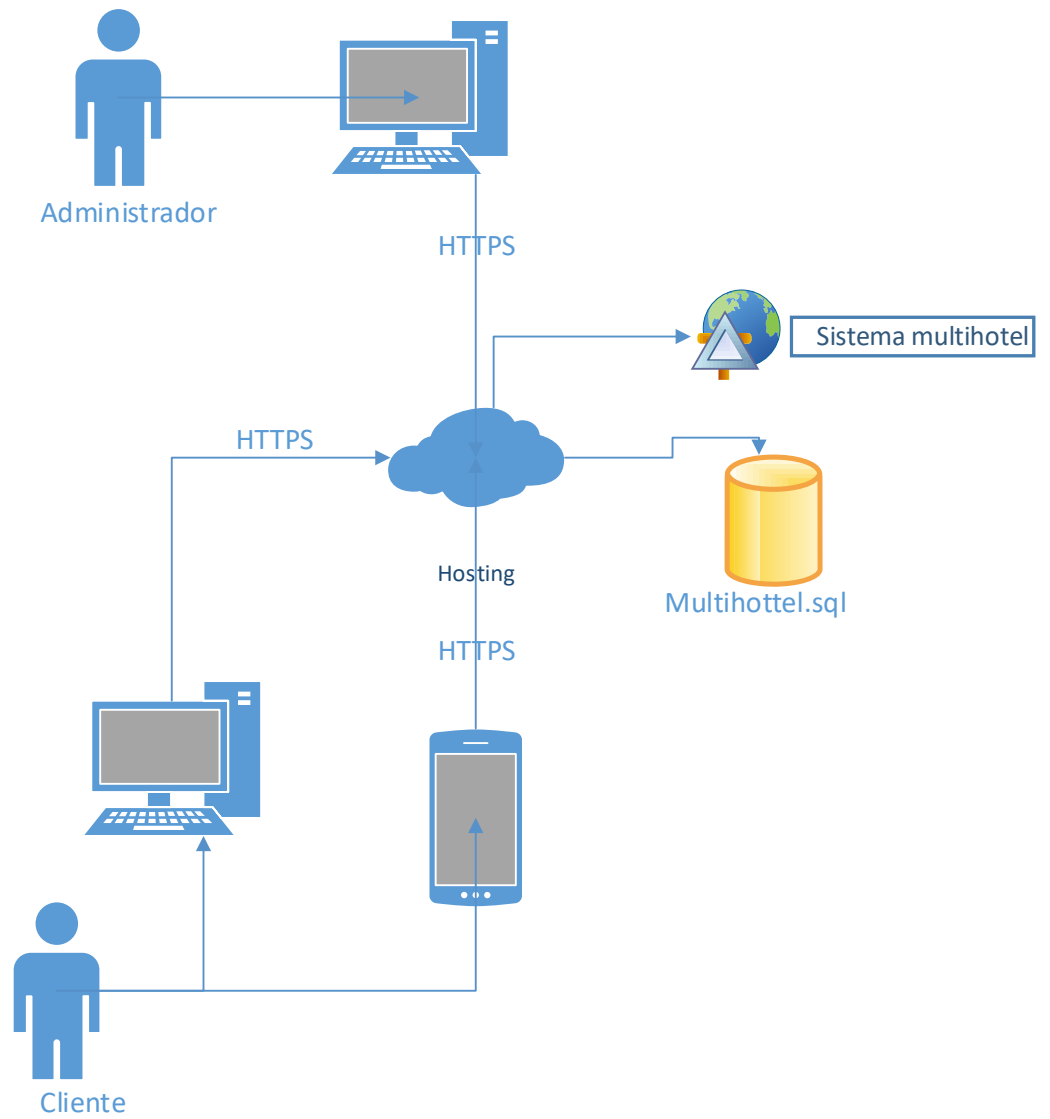 Administrador
HTTPS
Sistema multihotel
HTTPS
Hosting
Multihottel.sql
HTTPS
Cliente